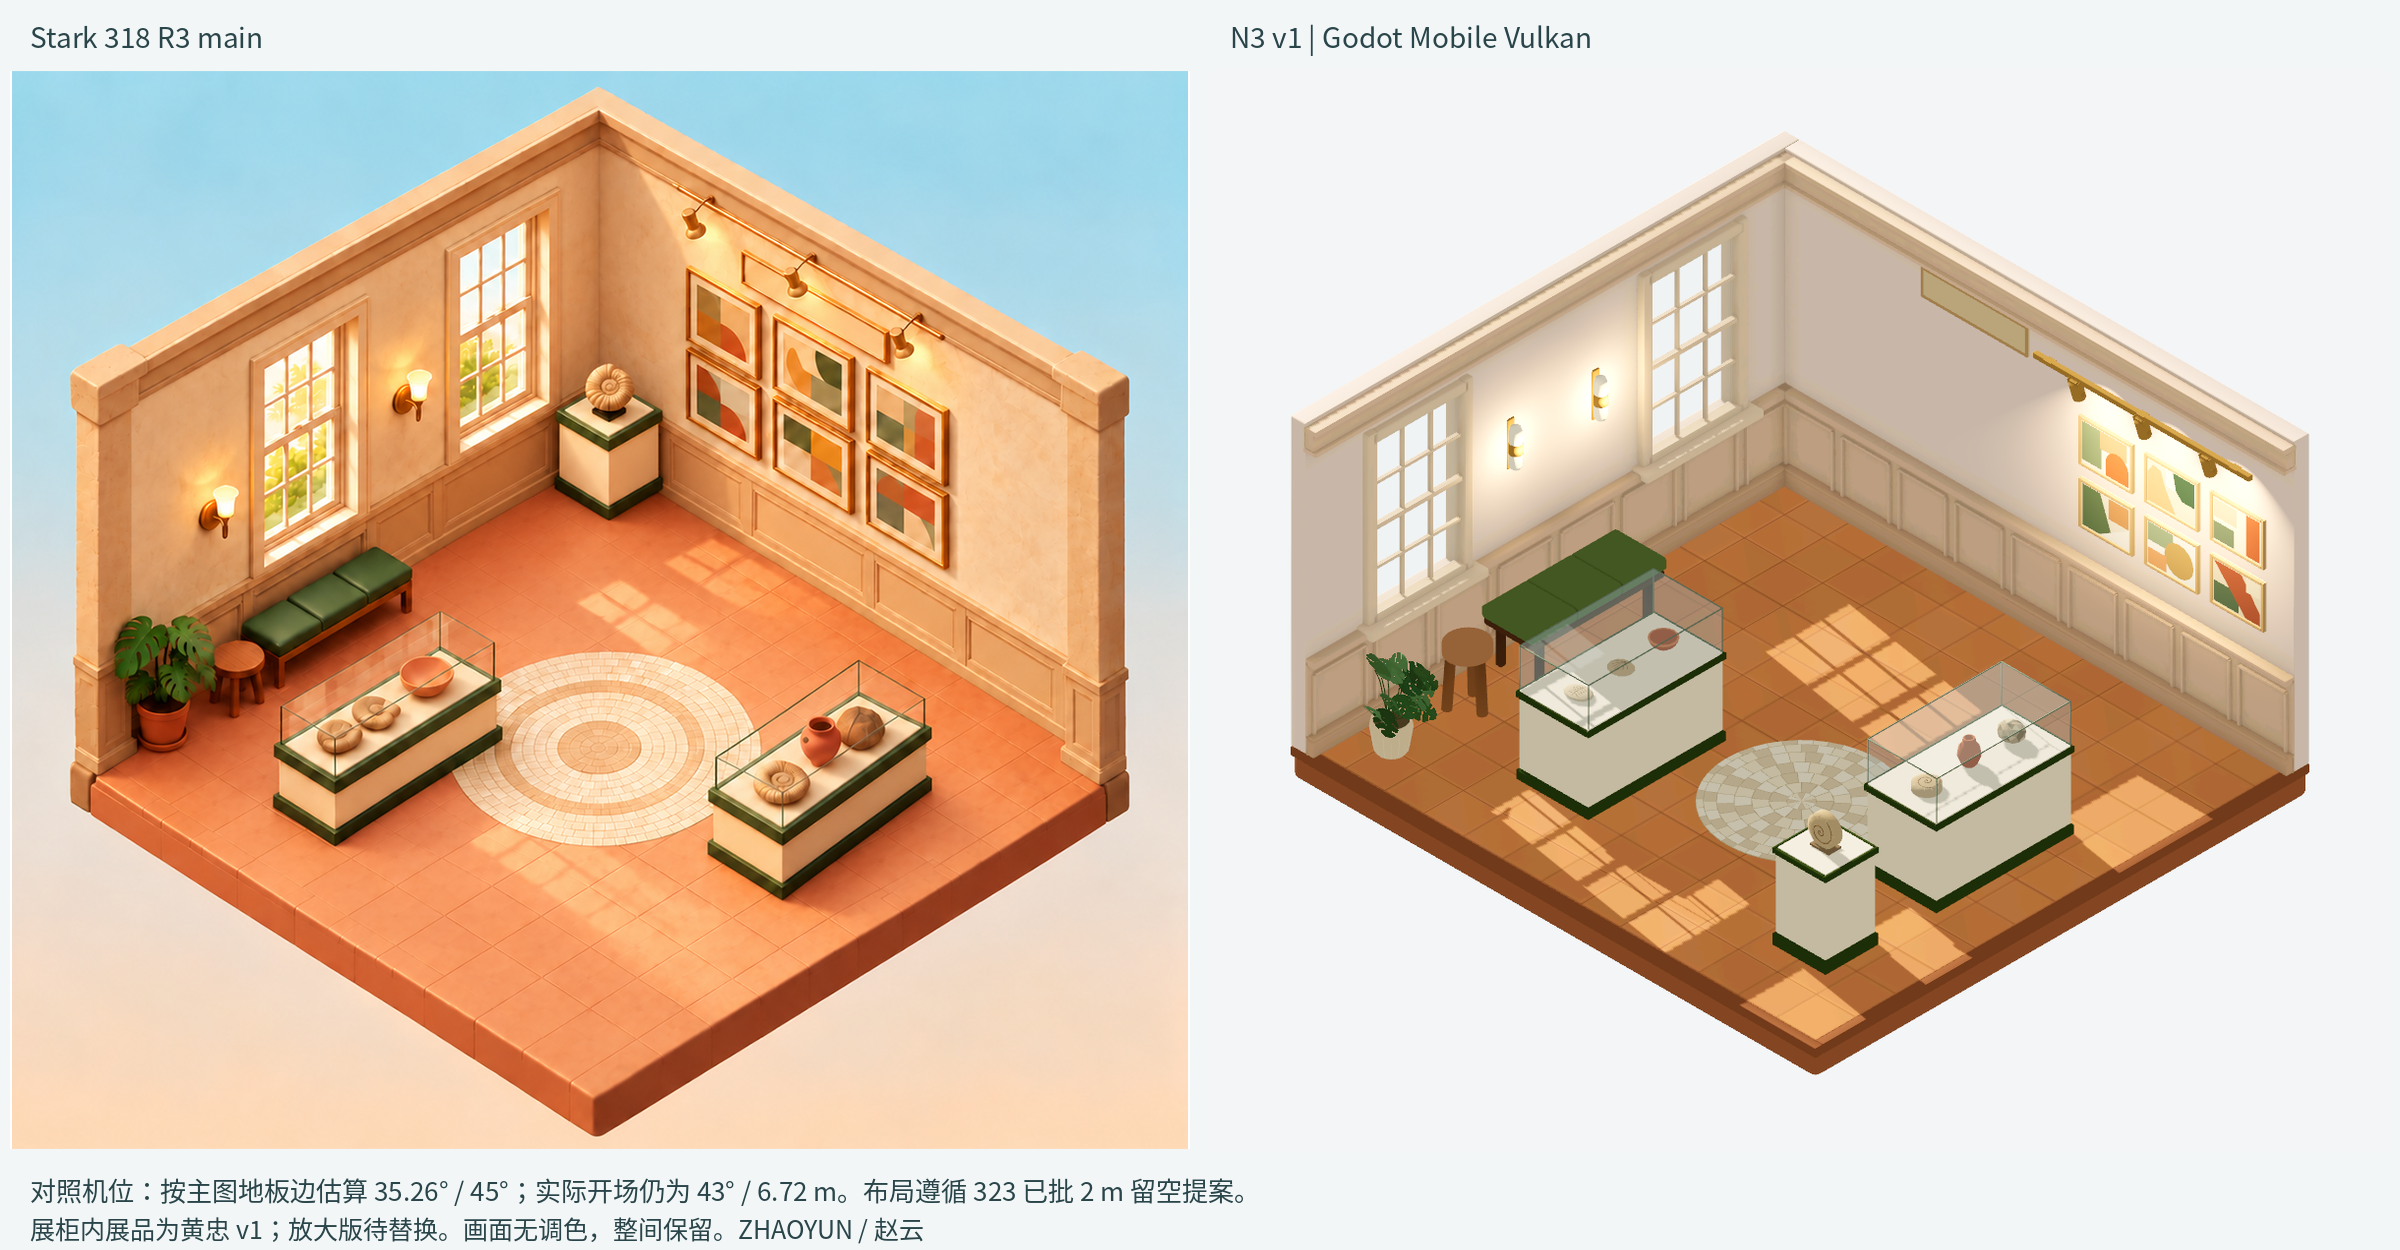 Stark 318 R3 main
N3 v1 | Godot Mobile Vulkan
对照机位：按主图地板边估算 35.26° / 45°；实际开场仍为 43° / 6.72 m。布局遵循 323 已批 2 m 留空提案。
展柜内展品为黄忠 v1；放大版待替换。画面无调色，整间保留。ZHAOYUN / 赵云